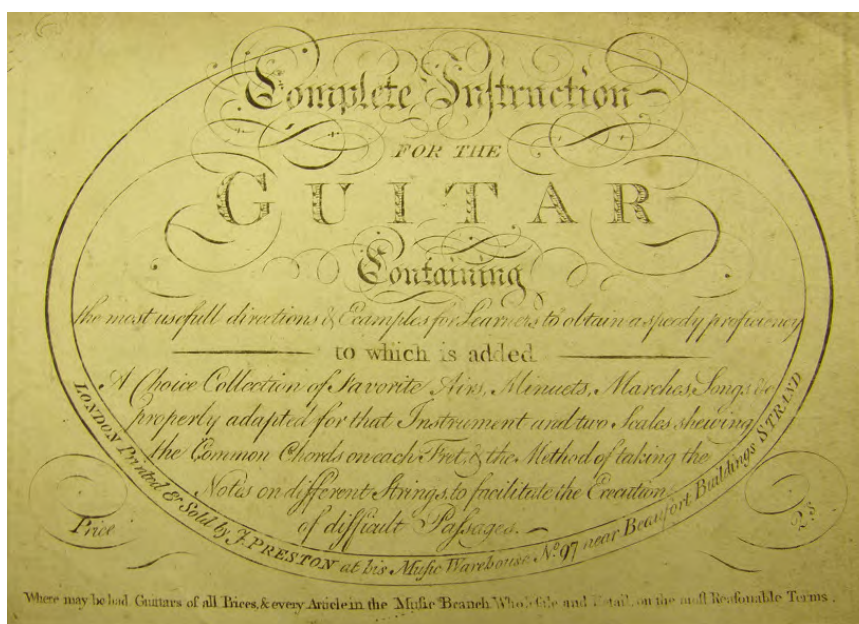 Complete Instruction
FOR THE
GUITAR
Containing
the most usefull directions & Examples for Learners to obtain a speedy proficiency
to which is added
A Choice Collection of Favorite Airs, Minuets, Marches, Songs &c
properly adapted for that Instrument and two Scales shewing
the Common Chords on each Fret, & the Method of taking the
Notes on different Strings, to facilitate the Execution
of difficult Paſsages.
LONDON Printed & Sold by J. PRESTON at his Muſic Warehouse No. 97 near Beaufort Buildings STRAND
Price 2s
Where may be had Guittars of all Prices, & every Article in the Muſic Branch Wholesale and Retail, on the moſt Reaſonable Terms.